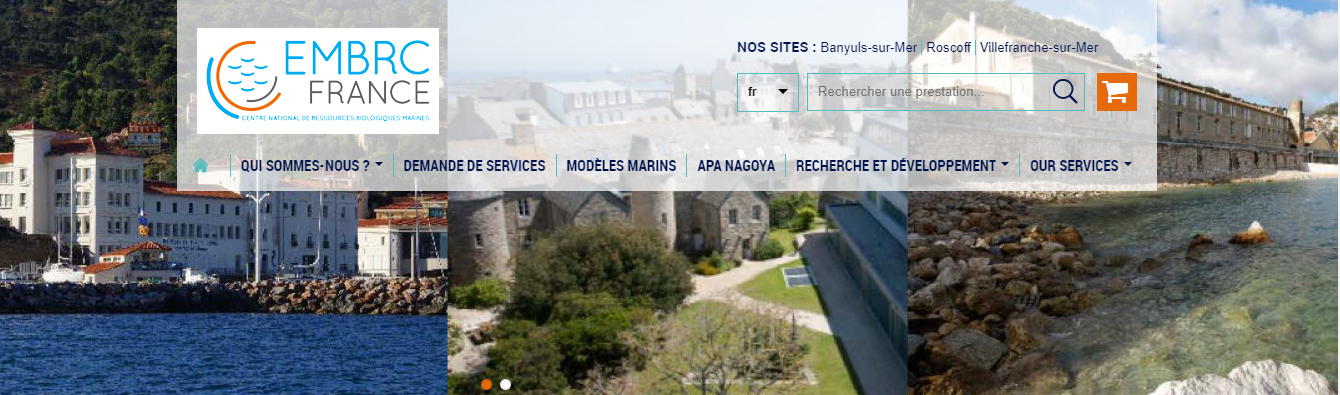 EMBRC
FRANCE
CENTRE NATIONAL DE RESSOURCES BIOLOGIQUES MARINES
NOS SITES : Banyuls-sur-Mer | Roscoff | Villefranche-sur-Mer
fr
Rechercher une prestation...
QUI SOMMES-NOUS ?
DEMANDE DE SERVICES
MODÈLES MARINS
APA NAGOYA
RECHERCHE ET DÉVELOPPEMENT
OUR SERVICES